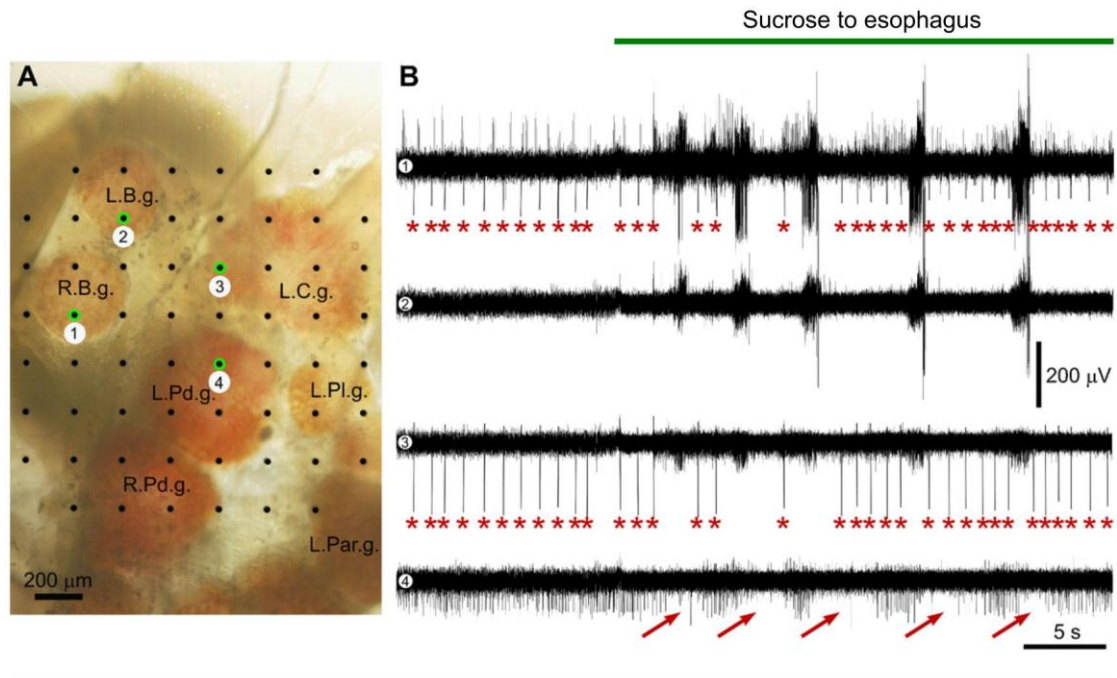 Sucrose to esophagus
A
B
L.B.g.
2
R.B.g.
1
3
L.C.g.
4
L.Pd.g.
L.Pl.g.
R.Pd.g.
L.Par.g.
200 μm
1
* ** * * * * * * * ** * * * * * * * * * * * * * * *** * * * * * *
2
200 μV
3
* ** * * * * * * * ** * * * * * * * * * * * * * * *** * * * * * *
4
5 s